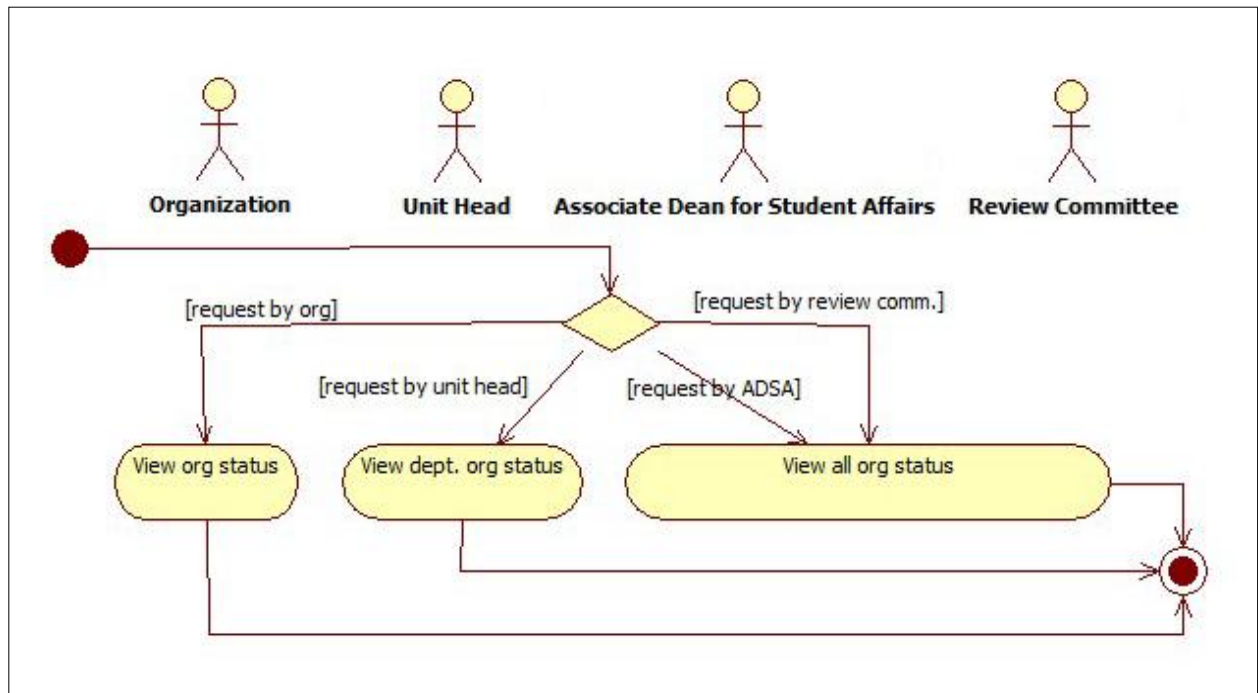 Organization
Unit Head
Associate Dean for Student Affairs
Review Committee
[request by org]
[request by review comm.]
[request by unit head]
[request by ADSA]
View org status
View dept. org status
View all org status